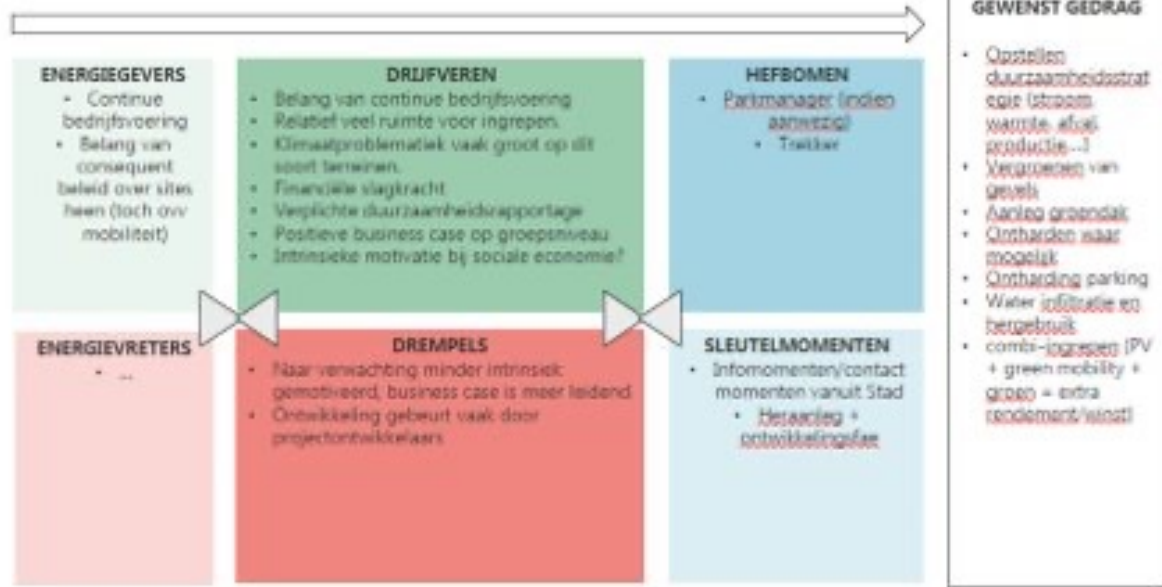 ENERGIEGEVERS
• Continue
bedrijfsvoering
• Belang van
consequent
beleid over sites
heen (toch ovv
mobiliteit)
DRIJFVEREN
• Belang van continue bedrijfsvoering
• Relatief veel ruimte voor ingrepen.
• Klimaatproblematiek vaak groot op dit
soort terreinen.
• Financiële slagkracht
• Verplichte duurzaamheidsrapportage
• Positieve business case op groepsniveau
• Intrinsieke motivatie bij sociale economie?
HEFBOMEN
• Parkmanager (indien
aanwezig)
• Trekker
ENERGIEVRETERS
• ...
DREMPELS
• Naar verwachting minder intrinsiek
gemotiveerd, business case is meer leidend
• Ontwikkeling gebeurt vaak door
projectontwikkelaars
SLEUTELMOMENTEN
• Infomomenten/contact
momenten vanuit Stad
• Heraanleg +
ontwikkelingsfae
GEWENST GEDRAG
• Opstellen
duurzaamheidsstrat
egie (stroom,
warmte, afval,
productie...)
• Vergroenen van
gevels
• Aanleg groendak
• Ontharden waar
mogelijk
• Ontharding parking
• Water infiltratie en
hergebruik
• combi-ingrepen (PV
+ green mobility +
groen = extra
rendement/winst)